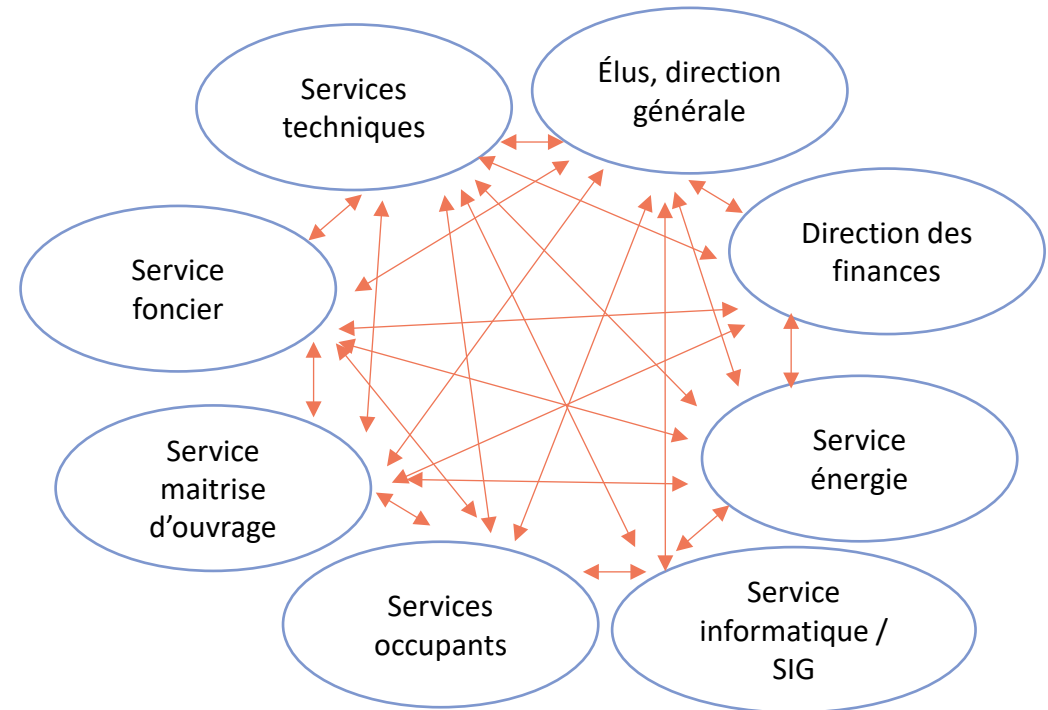 Services
techniques
Élus, direction
générale
Direction des
finances
Service
foncier
Service
énergie
Service
maitrise
d’ouvrage
Services
occupants
Service
informatique /
SIG